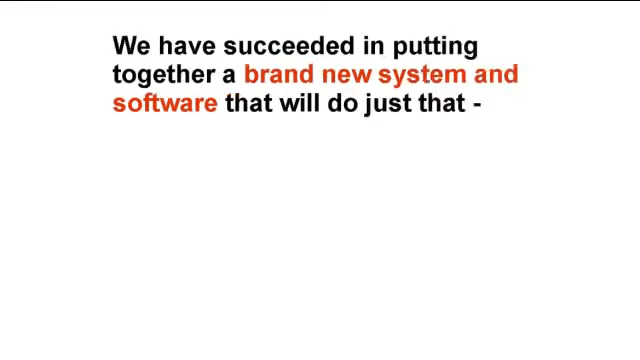 We have succeeded in putting
together a brand new system and
software that will do just that -